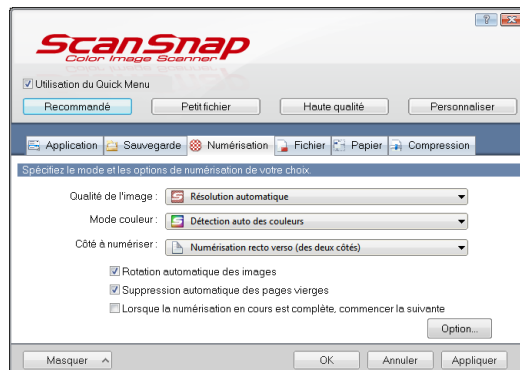 ?
ScanSnap
Color Image Scanner
Utilisation du Quick Menu
Recommandé Petit fichier Haute qualité Personnaliser
Application Sauvegarde Numérisation Fichier Papier Compression
Spécifiez le mode et les options de numérisation de votre choix.
Qualité de l'image : Résolution automatique
Mode couleur : Détection auto des couleurs
Côté à numériser : Numérisation recto verso (des deux côtés)
Rotation automatique des images
Suppression automatique des pages vierges
Lorsque la numérisation en cours est complète, commencer la suivante
Option...
Masquer OK Annuler Appliquer